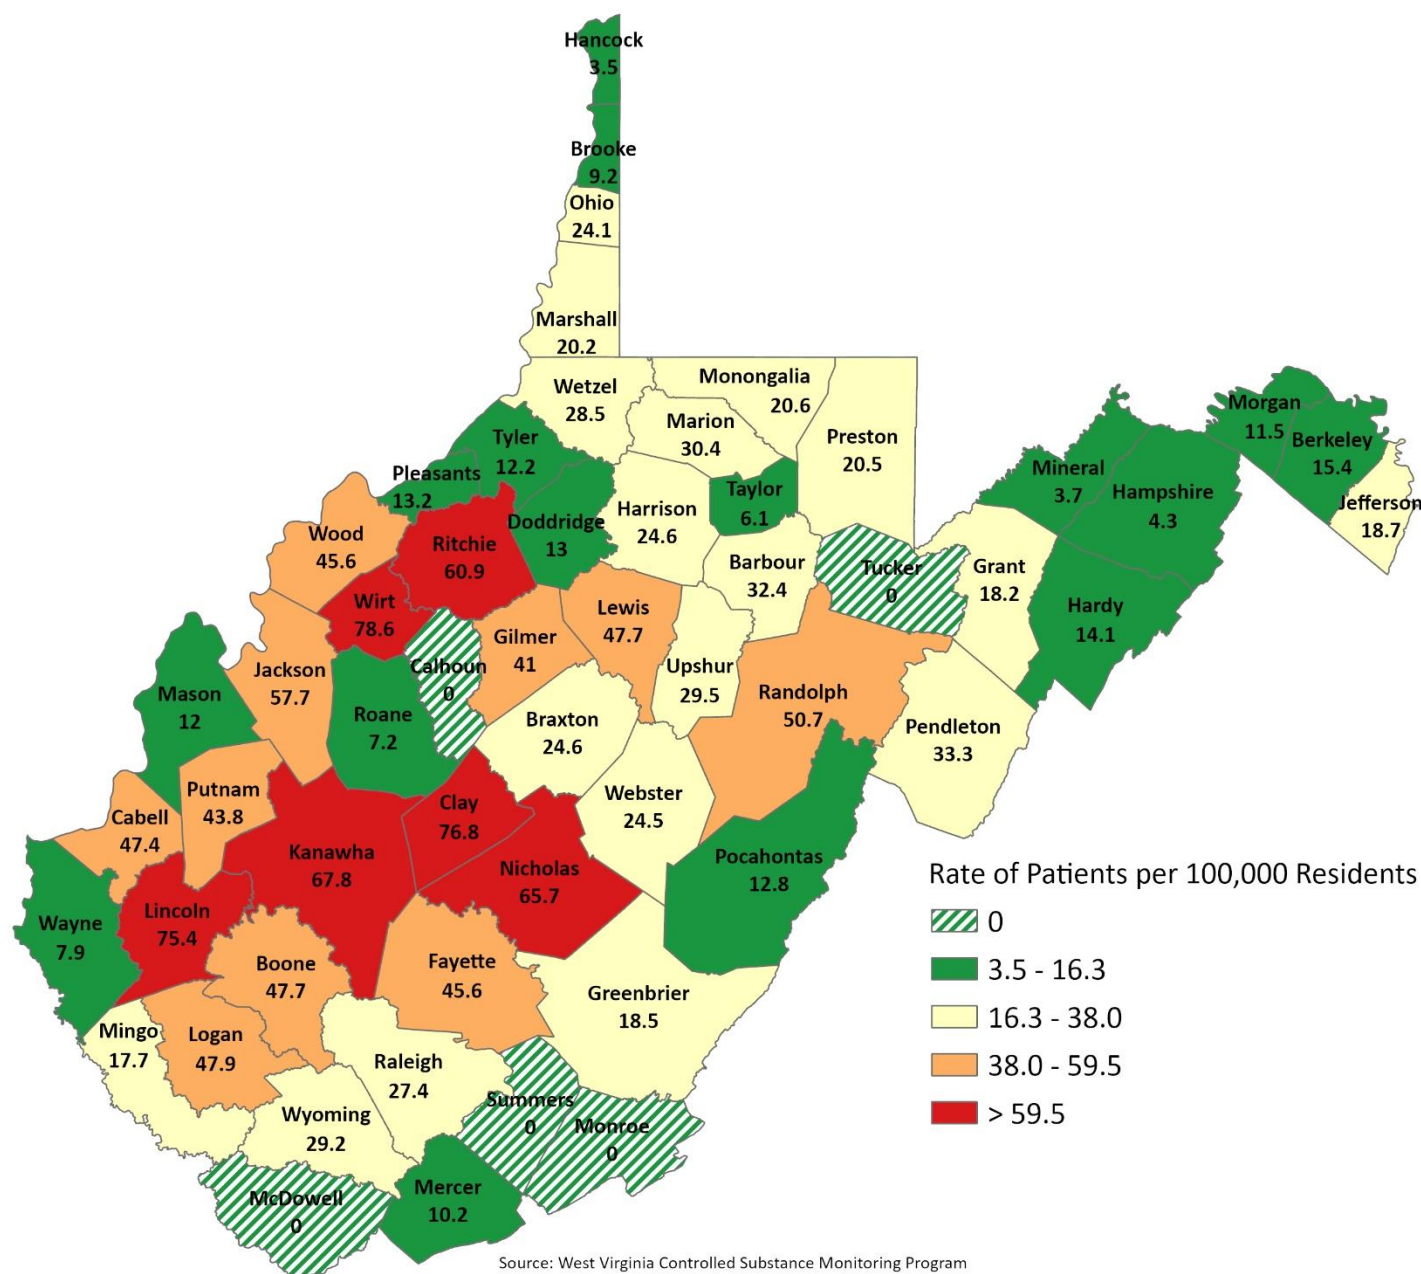 Hancock
3.5
Brooke
9.2
Ohio
24.1
Marshall
20.2
Wetzel
28.5
Monongalia
20.6
Marion
30.4
Preston
20.5
Tyler
12.2
Pleasants
13.2
Taylor
6.1
Harrison
24.6
Doddridge
13
Ritchie
60.9
Wood
45.6
Morgan
11.5
Berkeley
15.4
Jefferson
18.7
Mineral
3.7
Hampshire
4.3
Hardy
14.1
Grant
18.2
Tucker
0
Barbour
32.4
Wirt
78.6
Lewis
47.7
Gilmer
41
Calhoun
0
Upshur
29.5
Randolph
50.7
Pendleton
33.3
Jackson
57.7
Mason
12
Roane
7.2
Braxton
24.6
Webster
24.5
Putnam
43.8
Cabell
47.4
Clay
76.8
Kanawha
67.8
Nicholas
65.7
Pocahontas
12.8
Wayne
7.9
Lincoln
75.4
Boone
47.7
Fayette
45.6
Greenbrier
18.5
Mingo
17.7
Logan
47.9
Raleigh
27.4
Wyoming
29.2
Summers
0
Monroe
0
McDowell
0
Mercer
10.2
Rate of Patients per 100,000 Residents
0
3.5 - 16.3
16.3 - 38.0
38.0 - 59.5
> 59.5
Source: West Virginia Controlled Substance Monitoring Program